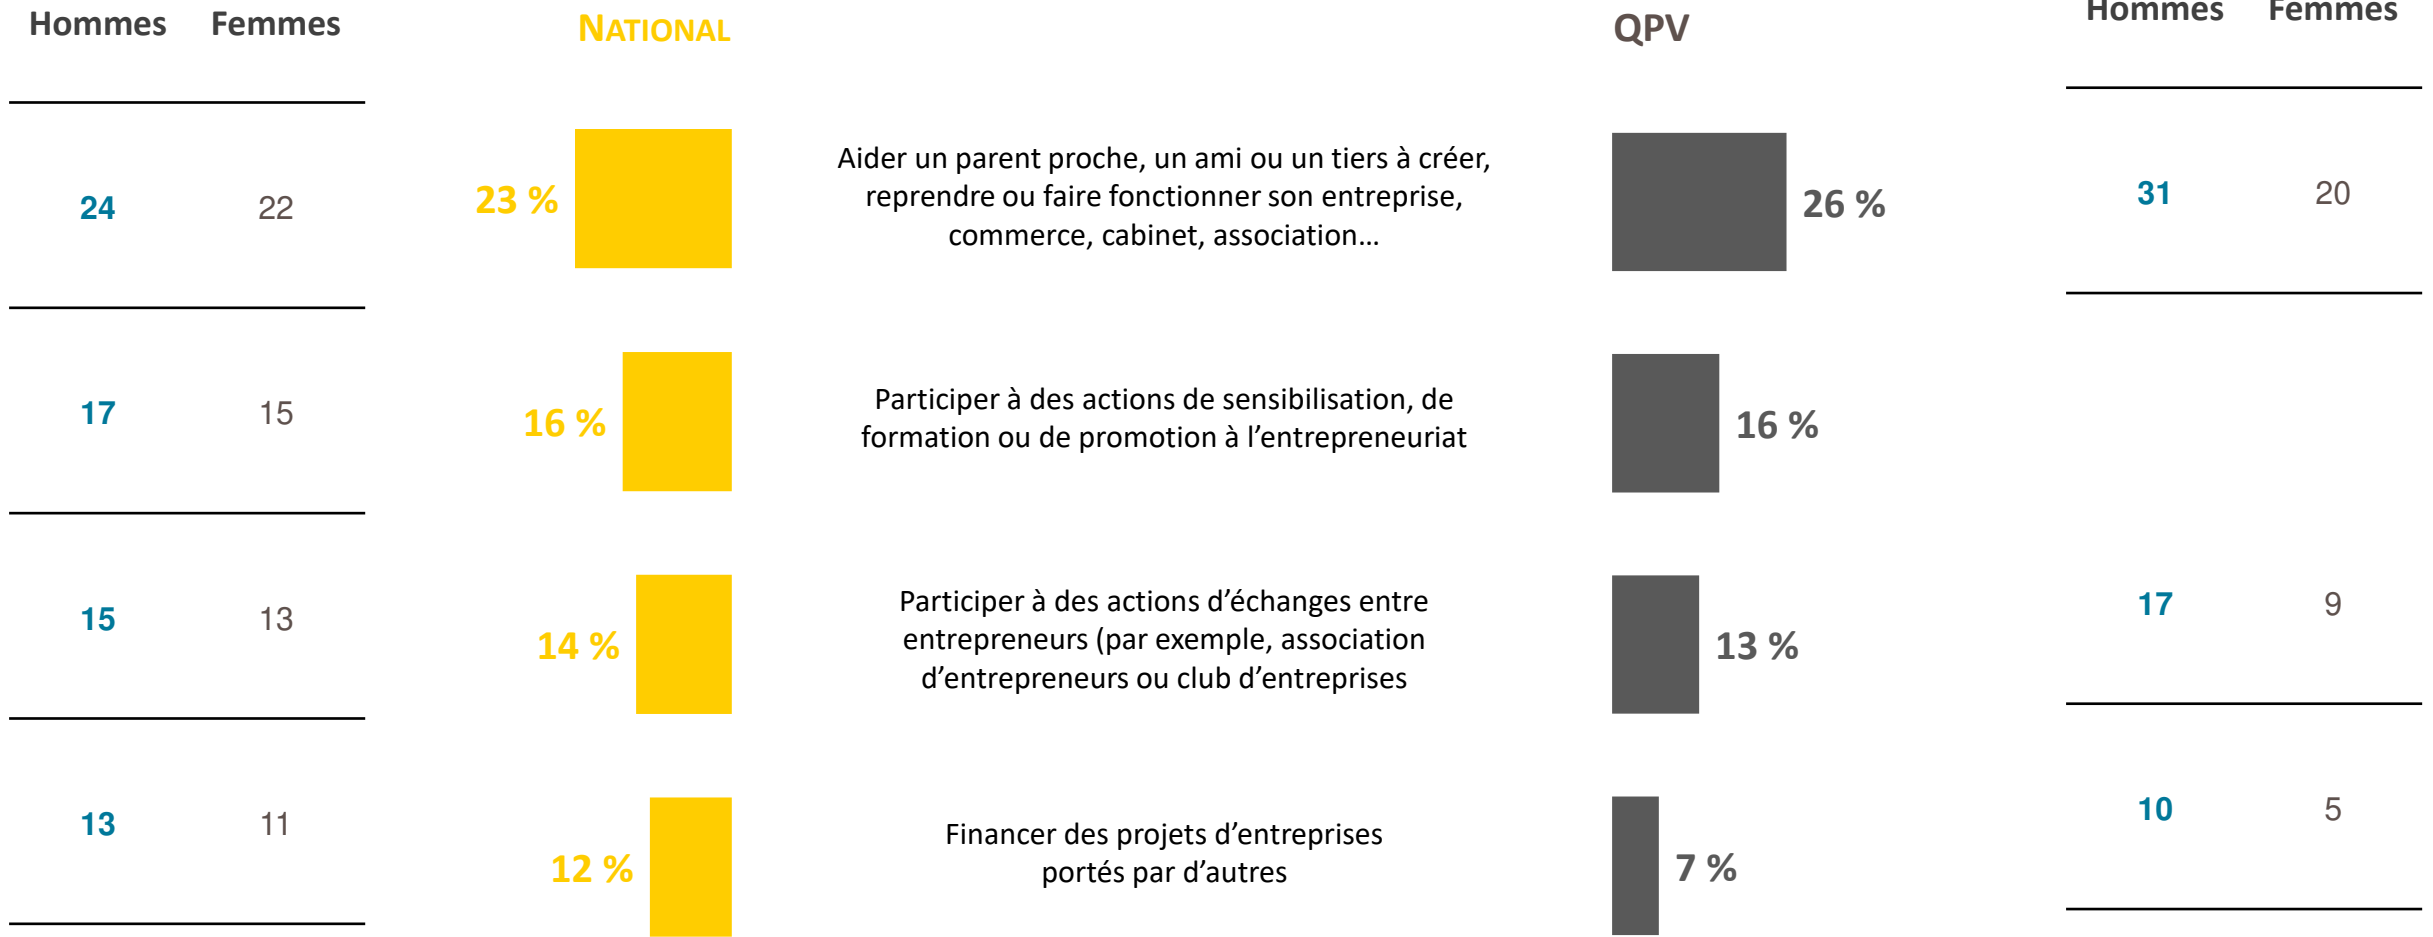 Hommes Femmes
NATIONAL
QPV
Hommes Femmes
24 22
23 %
Aider un parent proche, un ami ou un tiers à créer,
reprendre ou faire fonctionner son entreprise,
commerce, cabinet, association…
26 %
31 20
17 15
16 %
Participer à des actions de sensibilisation, de
formation ou de promotion à l’entrepreneuriat
16 %
15 13
14 %
Participer à des actions d’échanges entre
entrepreneurs (par exemple, association
d’entrepreneurs ou club d’entreprises
13 %
17 9
13 11
12 %
Financer des projets d’entreprises
portés par d’autres
7 %
10 5